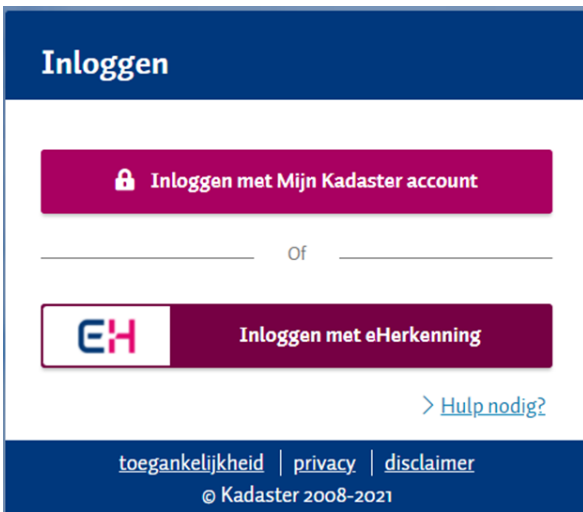 Inloggen
Inloggen met Mijn Kadaster account
Of
EH Inloggen met eHerkenning
> Hulp nodig?
toegankelijkheid | privacy | disclaimer
© Kadaster 2008-2021